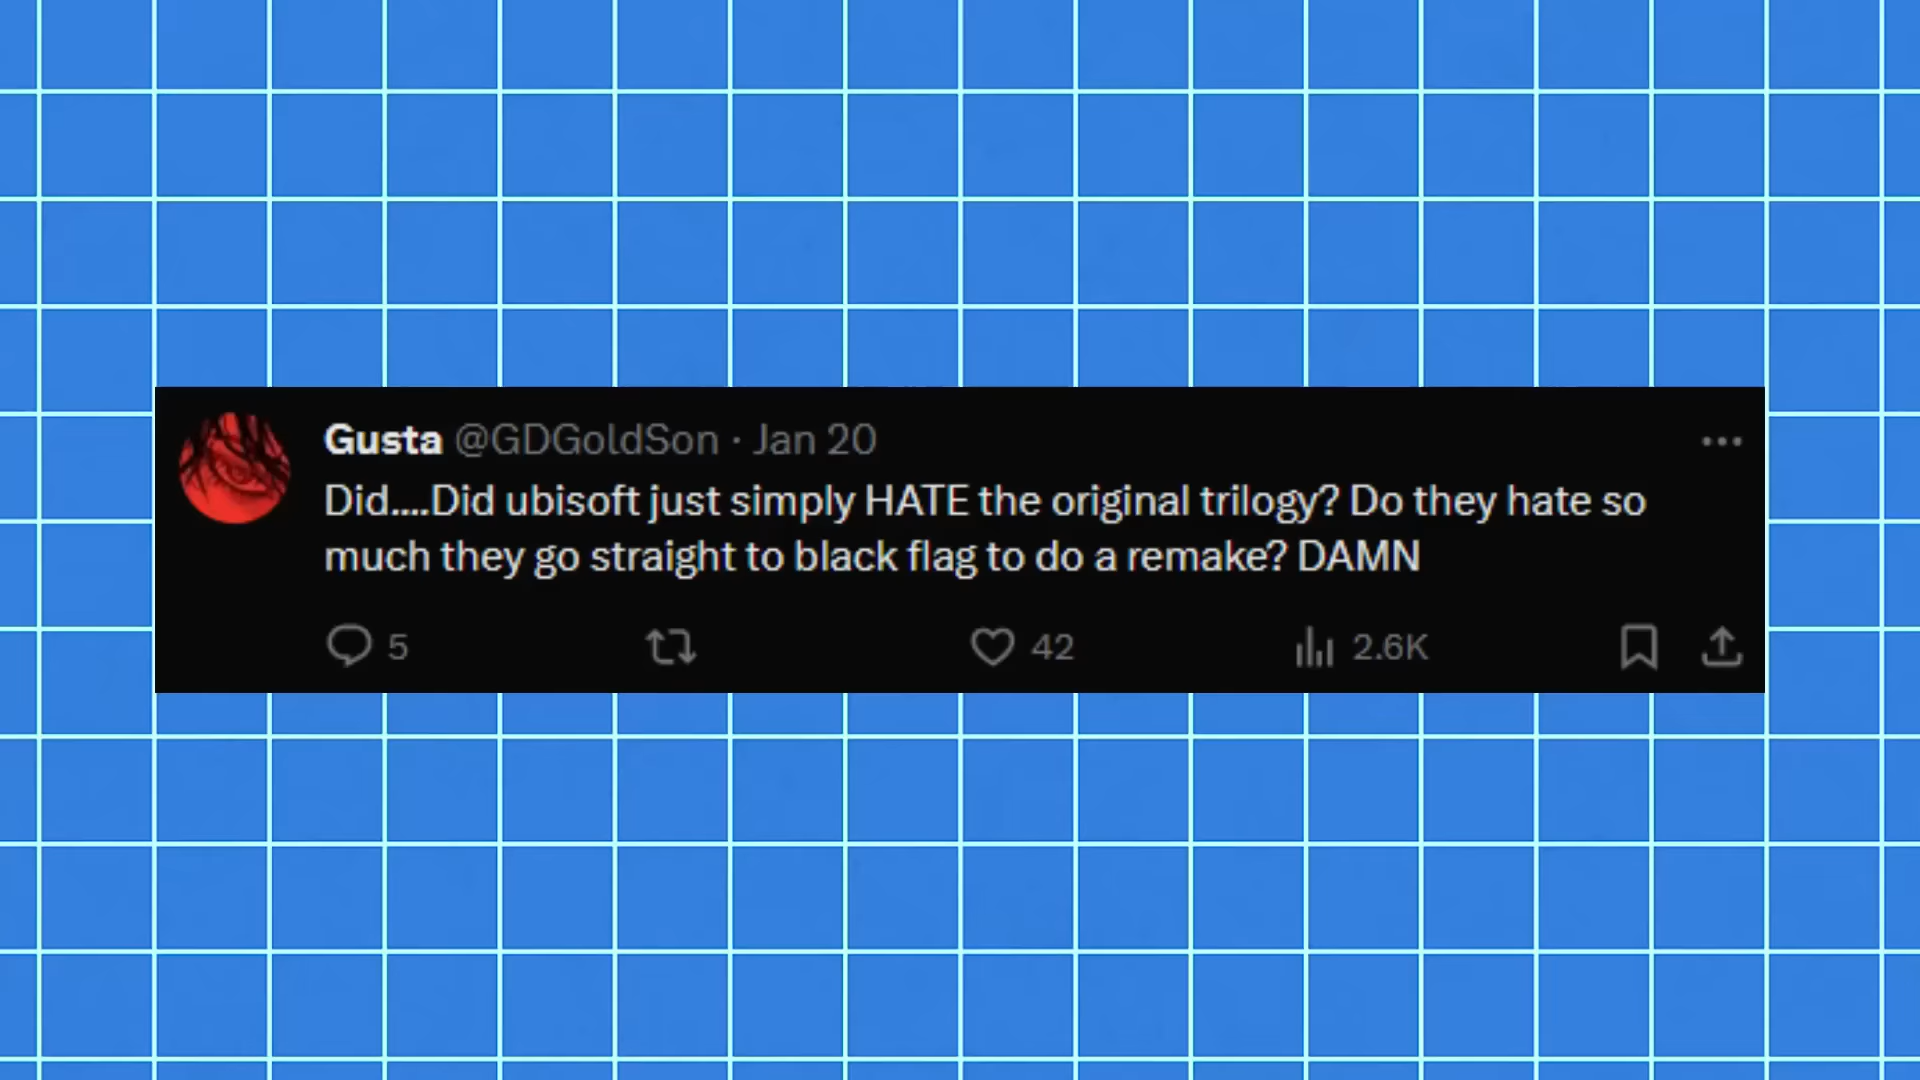 Gusta @GDGoldSon · Jan 20
Did....Did ubisoft just simply HATE the original trilogy? Do they hate so
much they go straight to black flag to do a remake? DAMN
5 42 2.6K